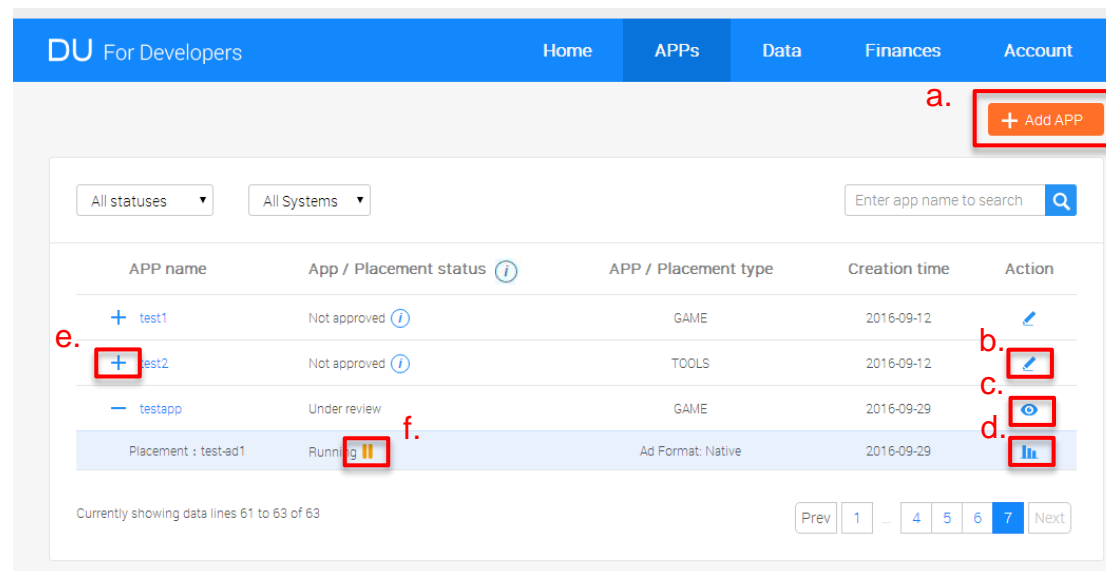 DU For Developers Home APPs Data Finances Account
a.
+ Add APP
All statuses All Systems Enter app name to search
APP name App / Placement status i APP / Placement type Creation time Action
+ test1 Not approved i GAME 2016-09-12
e. b.
+ test2 Not approved i TOOLS 2016-09-12
c.
— testapp Under review GAME 2016-09-29
f. d.
Placement : test-ad1 Running Ad Format: Native 2016-09-29
Currently showing data lines 61 to 63 of 63 Prev 1 ... 4 5 6 7 Next